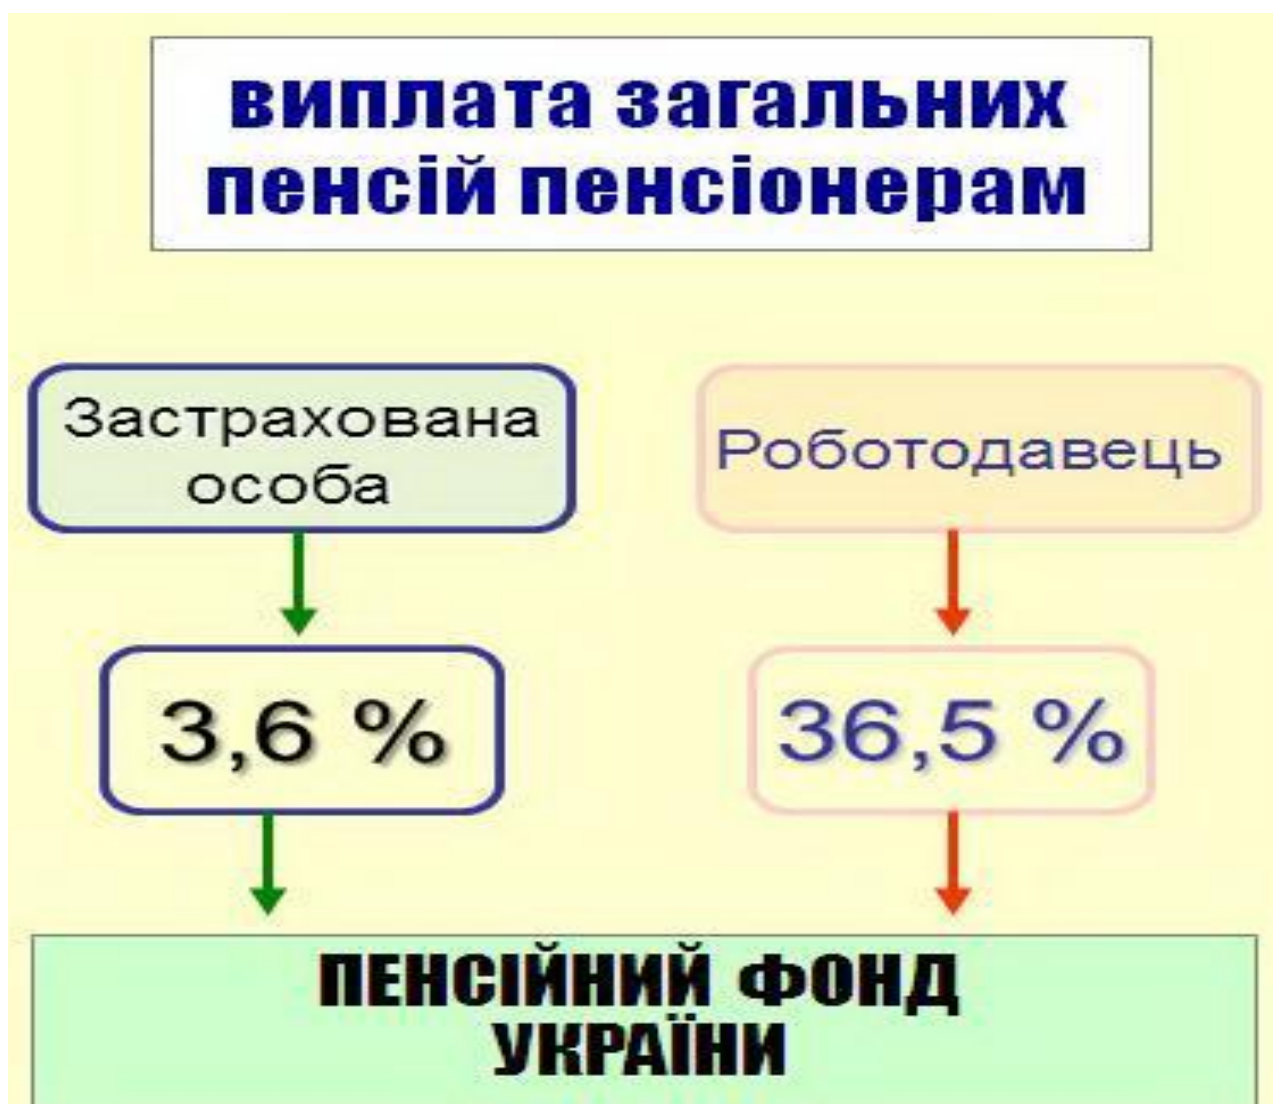 виплата загальних
пенсій пенсіонерам
Застрахована
особа
Роботодавець
3,6 %
36,5 %
ПЕНСІЙНИЙ ФОНД
УКРАЇНИ